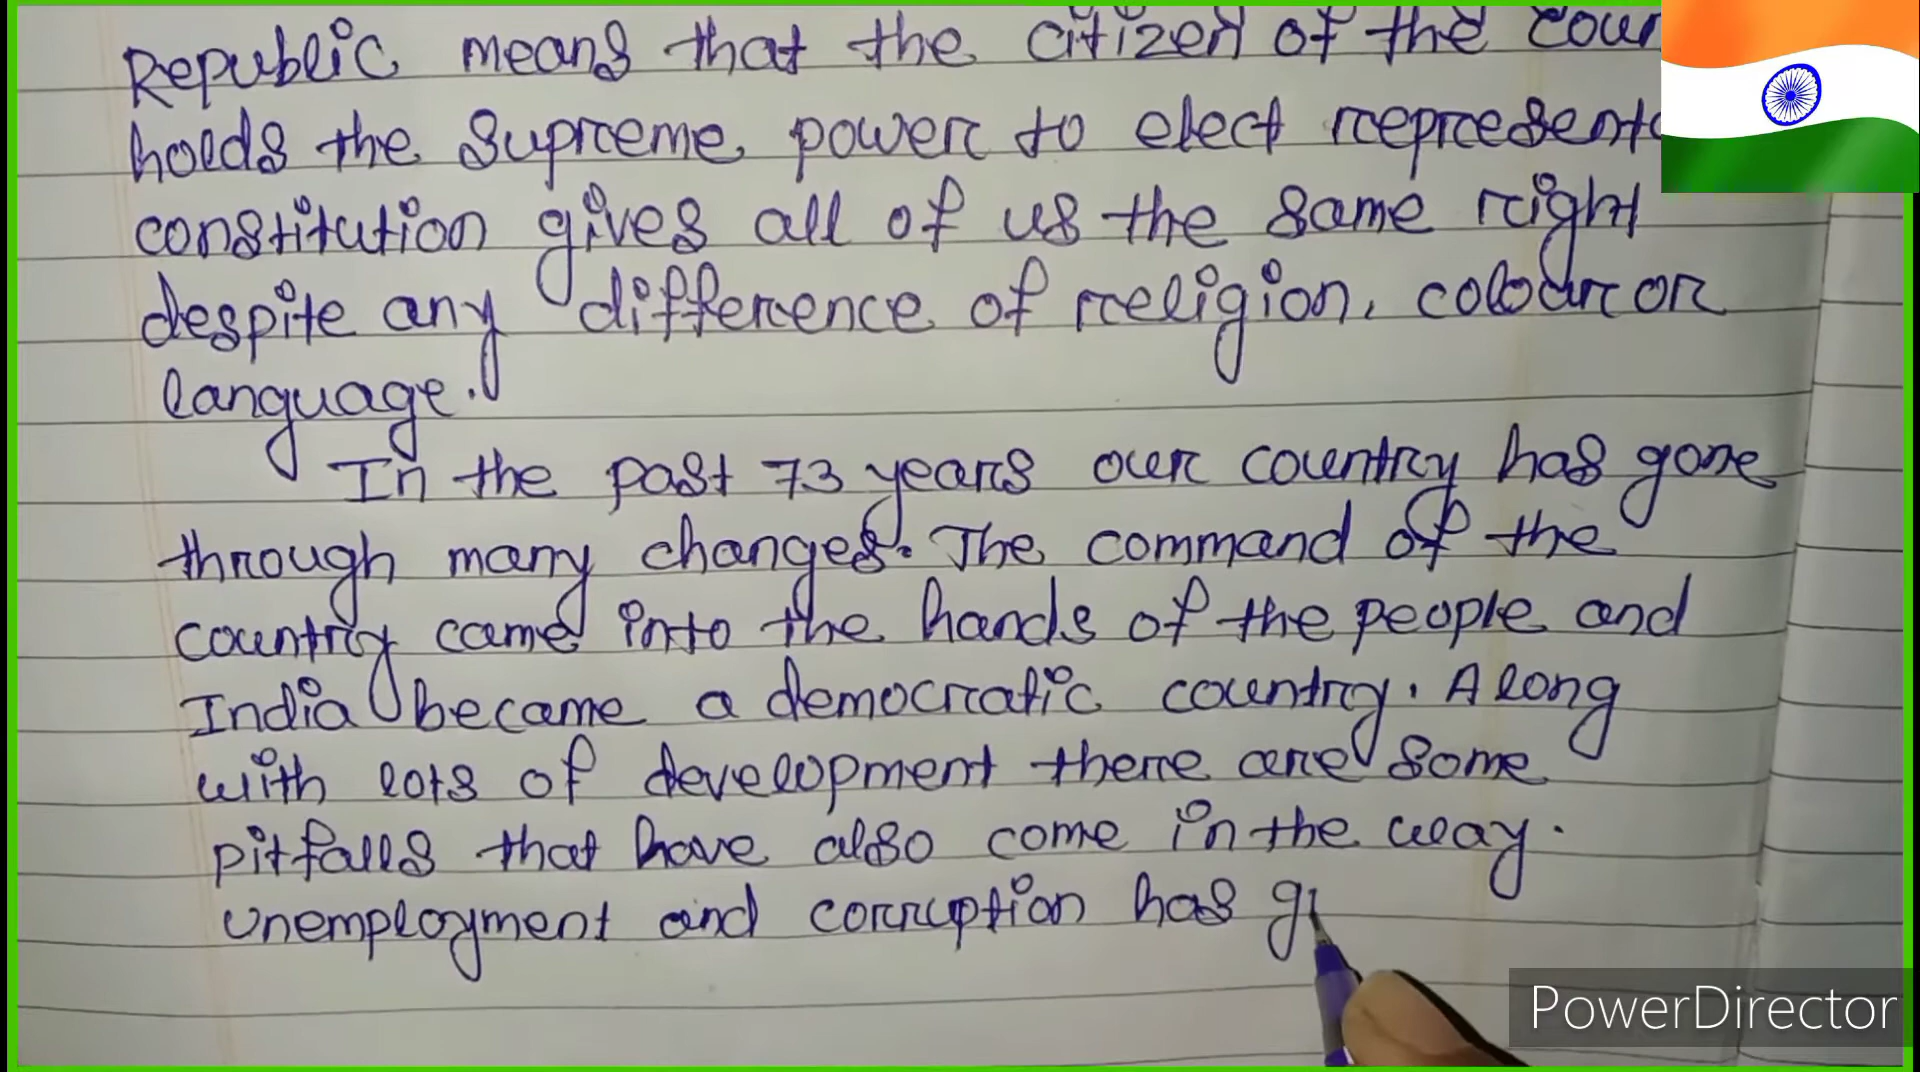 Republic means that the citizen of the coun
holds the supreme power to elect representa
constitution gives all of us the same right
despite any difference of religion, colour or
language.
In the past 73 years our country has gone
through many changes. The command of the
country came into the hands of the people and
India became a democratic country. Along
with lots of development there are some
pitfalls that have also come in the way.
Unemployment and corruption has g
PowerDirector